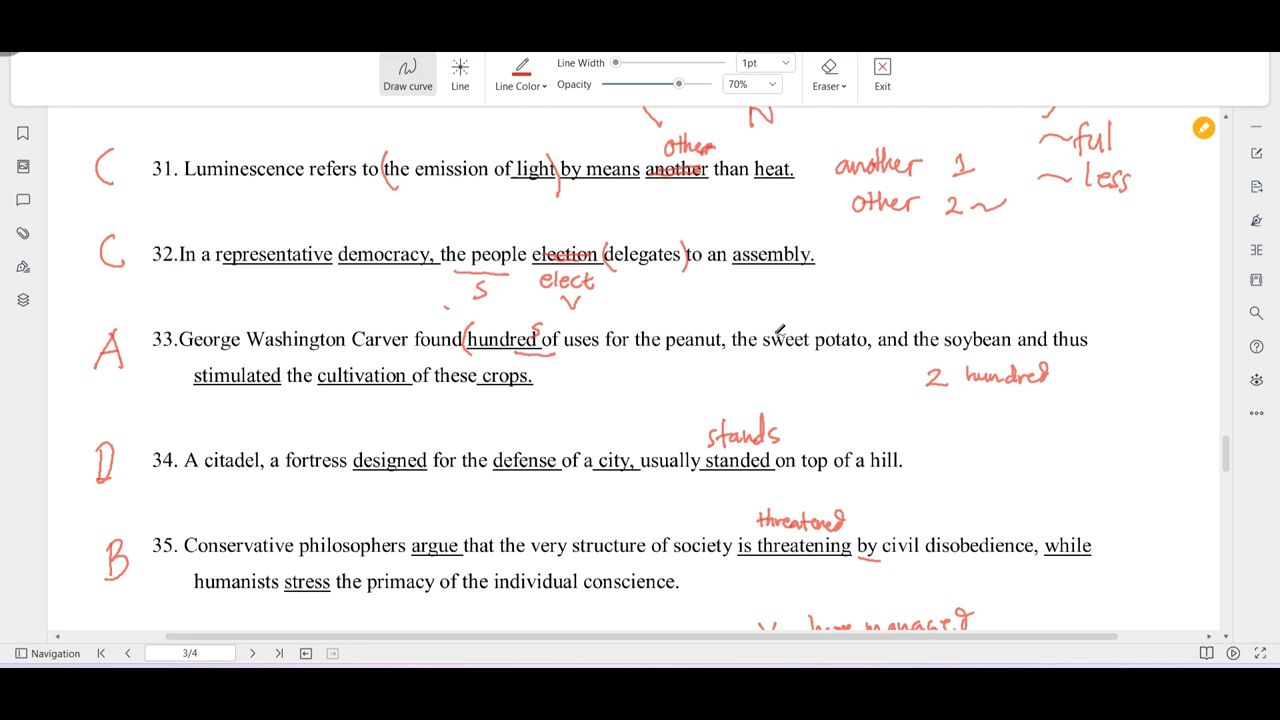 Line Width
1pt
Draw curve
Line
Line Color
Opacity
70%
Eraser
Exit
other
~ful
C 31. Luminescence refers to (the emission of light) by means another than heat. another 1
~less
other 2~
C 32.In a representative democracy, the people election (delegates) to an assembly.
S
elect
V
s
A 33.George Washington Carver found (hundred of uses for the peanut, the sweet potato, and the soybean and thus
stimulated the cultivation of these crops.
2 hundred
stands
D 34. A citadel, a fortress designed for the defense of a city, usually standed on top of a hill.
threatened
B 35. Conservative philosophers argue that the very structure of society is threatening by civil disobedience, while
humanists stress the primacy of the individual conscience.
Navigation
3/4